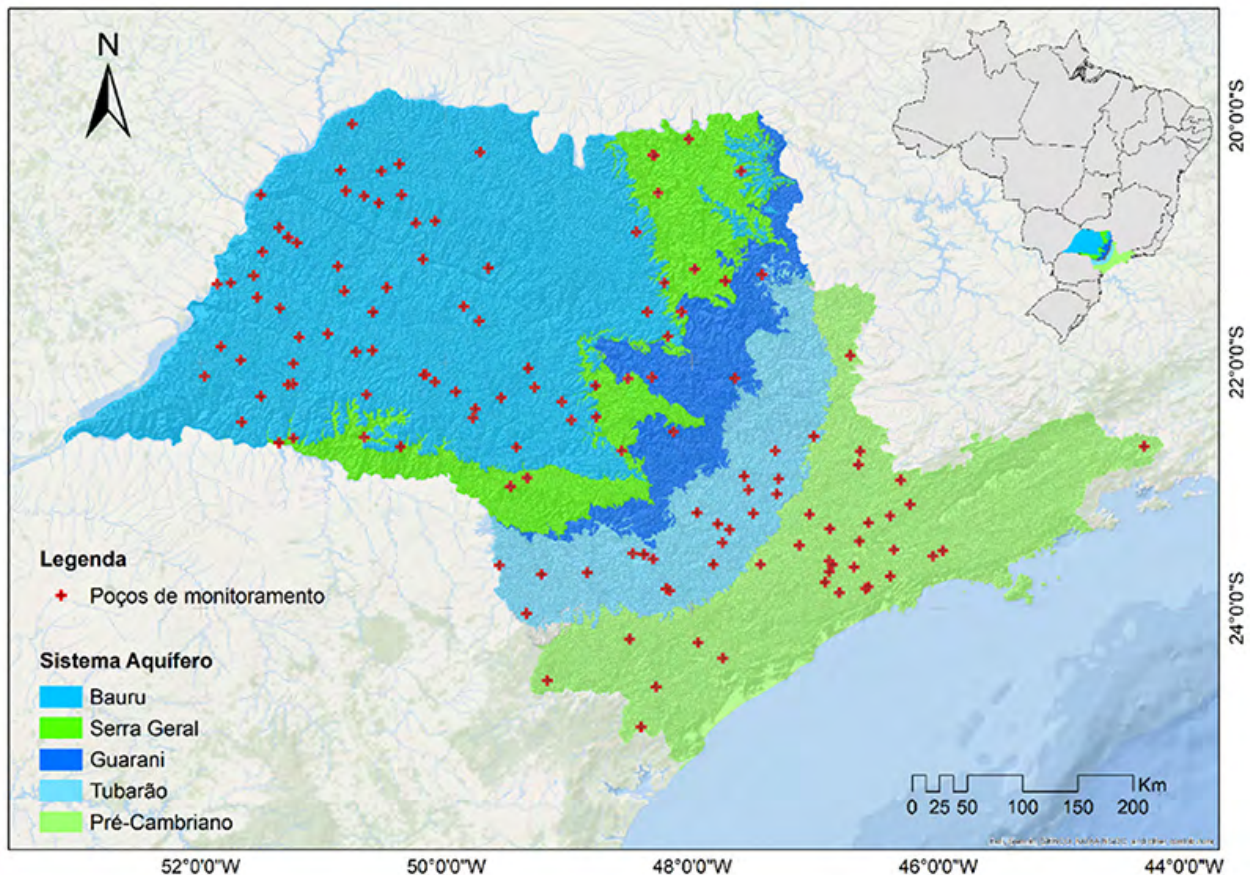 N
20°0'0"S
22°0'0"S
24°0'0"S
Legenda
Poços de monitoramento
Sistema Aquífero
Bauru
Serra Geral
Guarani
Tubarão
Pré-Cambriano
Km
0 25 50 100 150 200
52°0'0"W 50°0'0"W 48°0'0"W 46°0'0"W 44°0'0"W